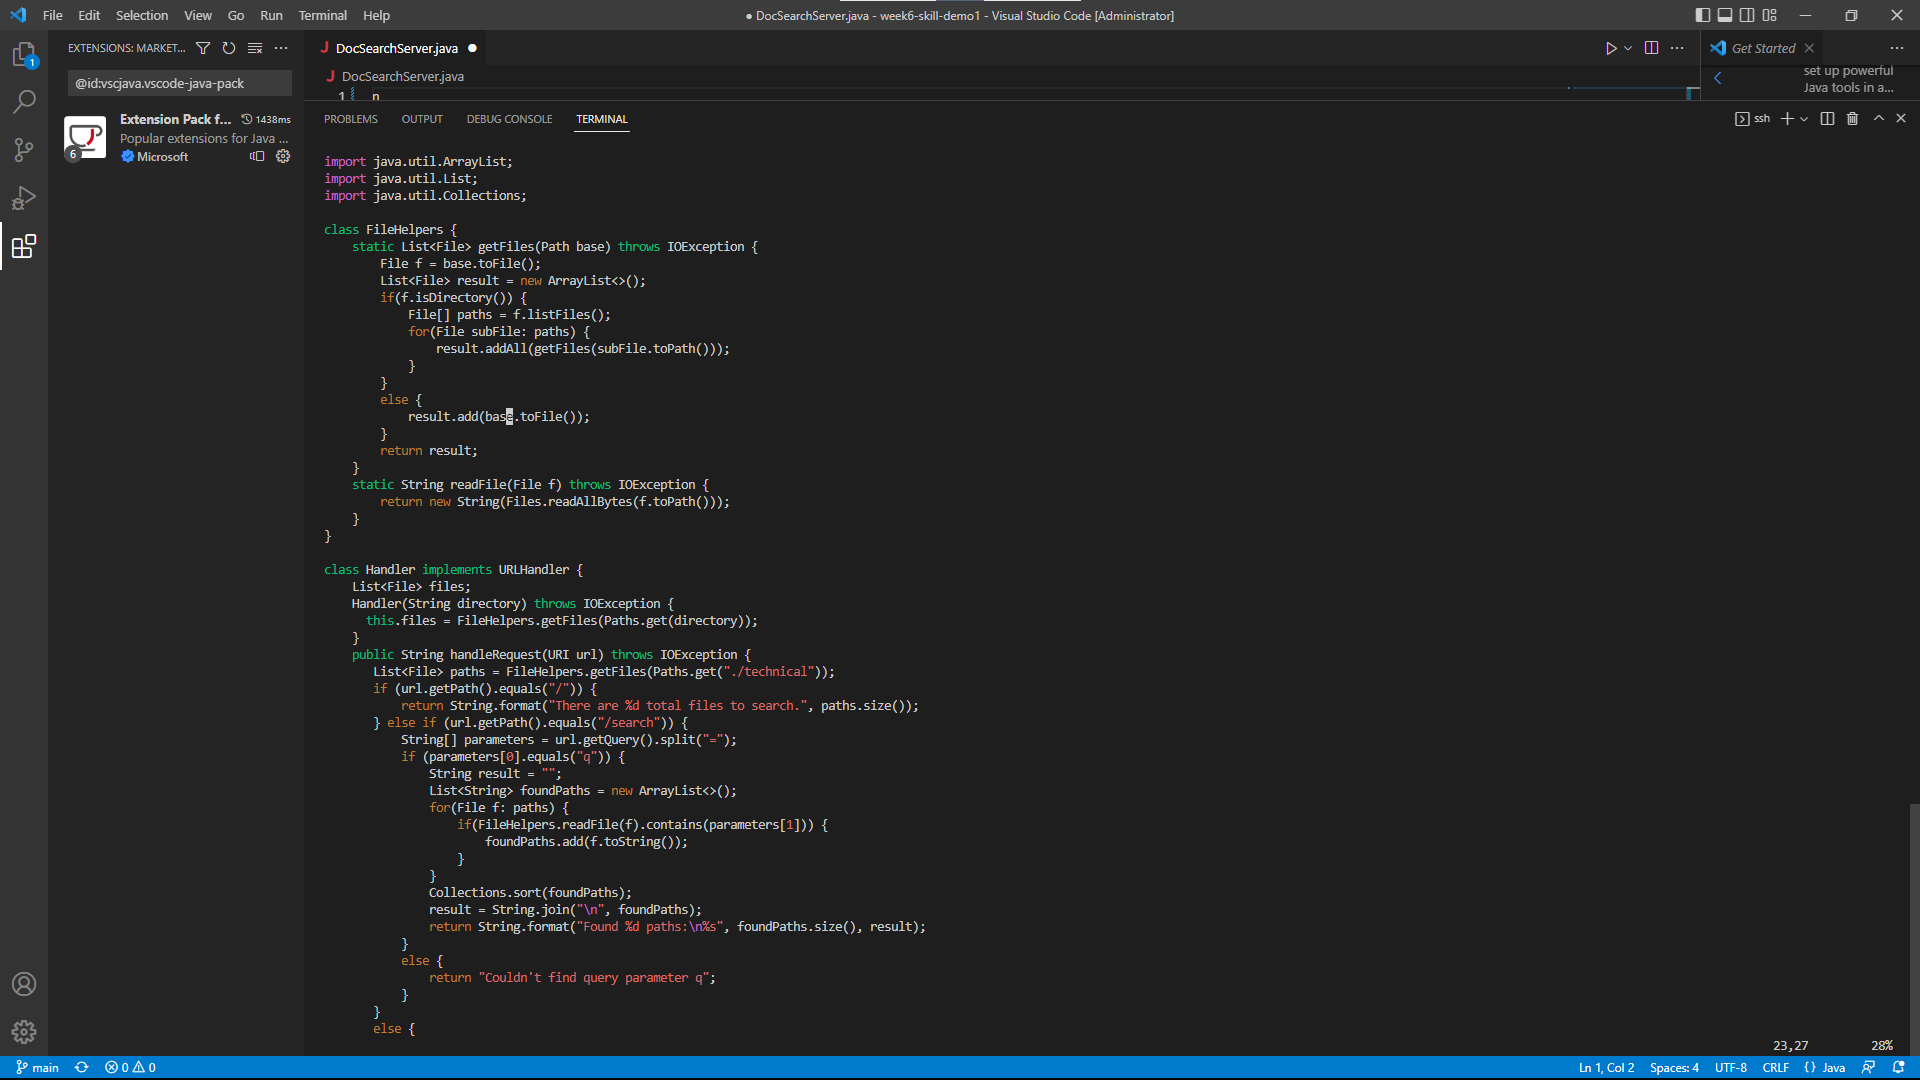 File Edit Selection View Go Run Terminal Help
● DocSearchServer.java - week6-skill-demo1 - Visual Studio Code [Administrator]
1
EXTENSIONS: MARKET...
@id:vscjava.vscode-java-pack
Extension Pack f... 1438ms
Popular extensions for Java ...
Microsoft
6
DocSearchServer.java
DocSearchServer.java
1 n
Get Started
set up powerful
Java tools in a...
PROBLEMS OUTPUT DEBUG CONSOLE TERMINAL
ssh
import java.util.ArrayList;
import java.util.List;
import java.util.Collections;
class FileHelpers {
    static List<File> getFiles(Path base) throws IOException {
        File f = base.toFile();
        List<File> result = new ArrayList<>();
        if(f.isDirectory()) {
            File[] paths = f.listFiles();
            for(File subFile: paths) {
                result.addAll(getFiles(subFile.toPath()));
            }
        }
        else {
            result.add(base.toFile());
        }
        return result;
    }
    static String readFile(File f) throws IOException {
        return new String(Files.readAllBytes(f.toPath()));
    }
}
class Handler implements URLHandler {
    List<File> files;
    Handler(String directory) throws IOException {
      this.files = FileHelpers.getFiles(Paths.get(directory));
    }
    public String handleRequest(URI url) throws IOException {
       List<File> paths = FileHelpers.getFiles(Paths.get("./technical"));
       if (url.getPath().equals("/")) {
           return String.format("There are %d total files to search.", paths.size());
       } else if (url.getPath().equals("/search")) {
           String[] parameters = url.getQuery().split("=");
           if (parameters[0].equals("q")) {
               String result = "";
               List<String> foundPaths = new ArrayList<>();
               for(File f: paths) {
                   if(FileHelpers.readFile(f).contains(parameters[1])) {
                       foundPaths.add(f.toString());
                   }
               }
               Collections.sort(foundPaths);
               result = String.join("\n", foundPaths);
               return String.format("Found %d paths:\n%s", foundPaths.size(), result);
           }
           else {
               return "Couldn't find query parameter q";
           }
       }
       else {
23,27 28%
main 0 0
Ln 1, Col 2 Spaces: 4 UTF-8 CRLF {} Java